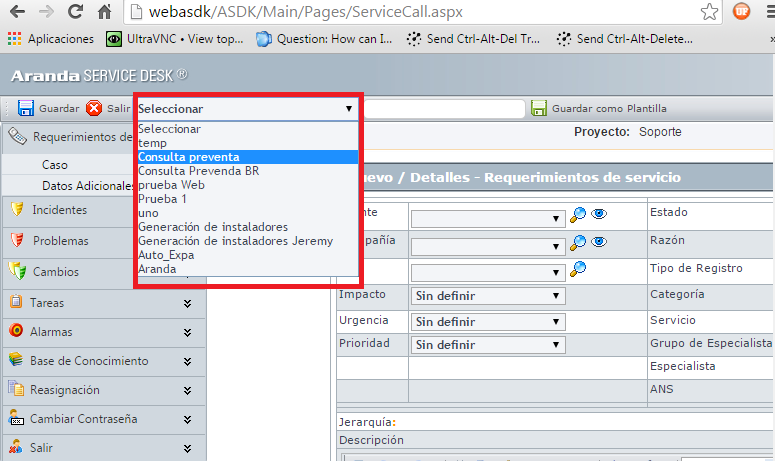 webasdk/ASDK/Main/Pages/ServiceCall.aspx
Aplicaciones UltraVNC • View top... Question: How can I... Send Ctrl-Alt-Del Tr... Send Ctrl-Alt-Delete...
Aranda SERVICE DESK ®
Guardar Salir Seleccionar Guardar como Plantilla
Seleccionar
temp
Consulta preventa
Consulta Prevenda BR
prueba Web
Prueba 1
uno
Generación de instaladores
Generación de instaladores Jeremy
Auto_Expa
Aranda
Requerimientos de
Caso
Datos Adicionales
Incidentes
Problemas
Cambios
Tareas
Alarmas
Base de Conocimiento
Reasignación
Cambiar Contraseña
Salir
Proyecto: Soporte
uevo / Detalles - Requerimientos de servicio
Estado
Razón
Tipo de Registro
Impacto Sin definir Categoría
Urgencia Sin definir Servicio
Prioridad Sin definir Grupo de Especialista
Especialista
ANS
Jerarquía:
Descripción